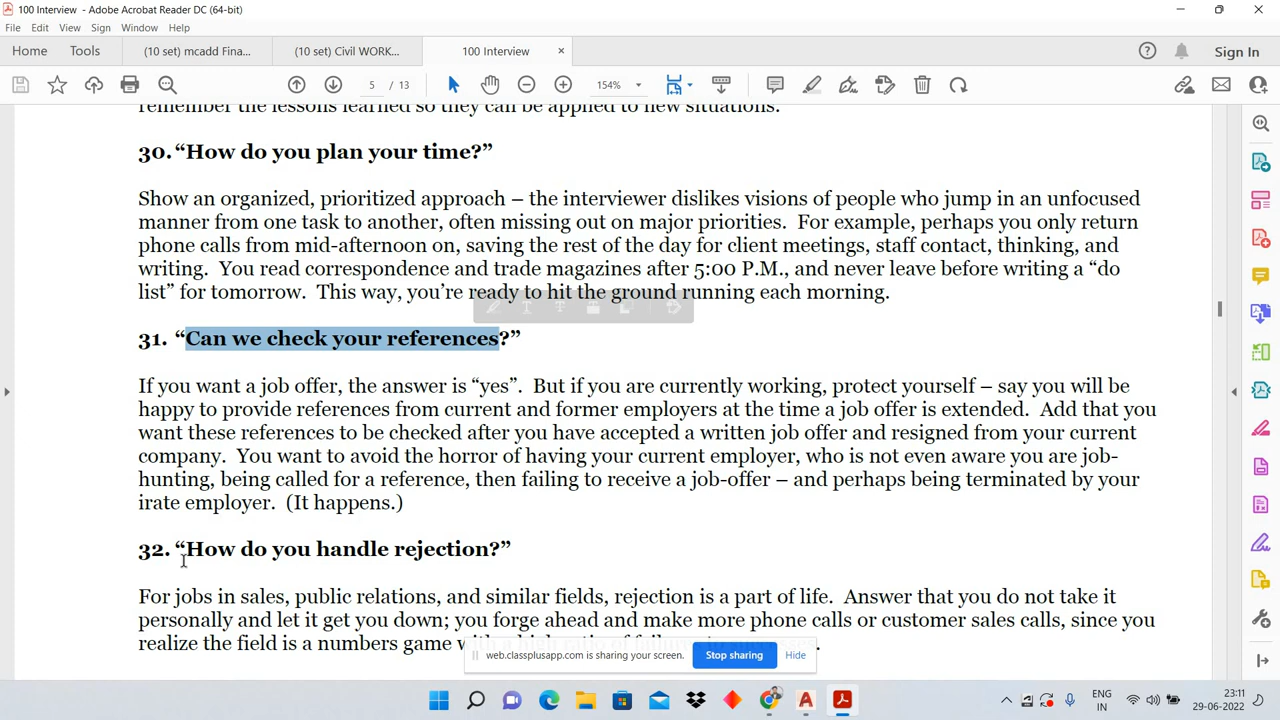 100 Interview - Adobe Acrobat Reader DC (64-bit)
File Edit View Sign Window Help
Home Tools (10 set) mcadd Fina... (10 set) Civil WORK... 100 Interview × Sign In
5 / 13 154%
remember the lessons learned so they can be applied to new situations.
30. “How do you plan your time?”
Show an organized, prioritized approach – the interviewer dislikes visions of people who jump in an unfocused
manner from one task to another, often missing out on major priorities. For example, perhaps you only return
phone calls from mid-afternoon on, saving the rest of the day for client meetings, staff contact, thinking, and
writing. You read correspondence and trade magazines after 5:00 P.M., and never leave before writing a “do
list” for tomorrow. This way, you’re ready to hit the ground running each morning.
31. “Can we check your references?”
If you want a job offer, the answer is “yes”. But if you are currently working, protect yourself – say you will be
happy to provide references from current and former employers at the time a job offer is extended. Add that you
want these references to be checked after you have accepted a written job offer and resigned from your current
company. You want to avoid the horror of having your current employer, who is not even aware you are job-
hunting, being called for a reference, then failing to receive a job-offer – and perhaps being terminated by your
irate employer. (It happens.)
32. “How do you handle rejection?”
For jobs in sales, public relations, and similar fields, rejection is a part of life. Answer that you do not take it
personally and let it get you down; you forge ahead and make more phone calls or customer sales calls, since you
realize the field is a numbers game
web.classplusapp.com is sharing your screen. Stop sharing Hide
ENG
IN
23:11
29-06-2022